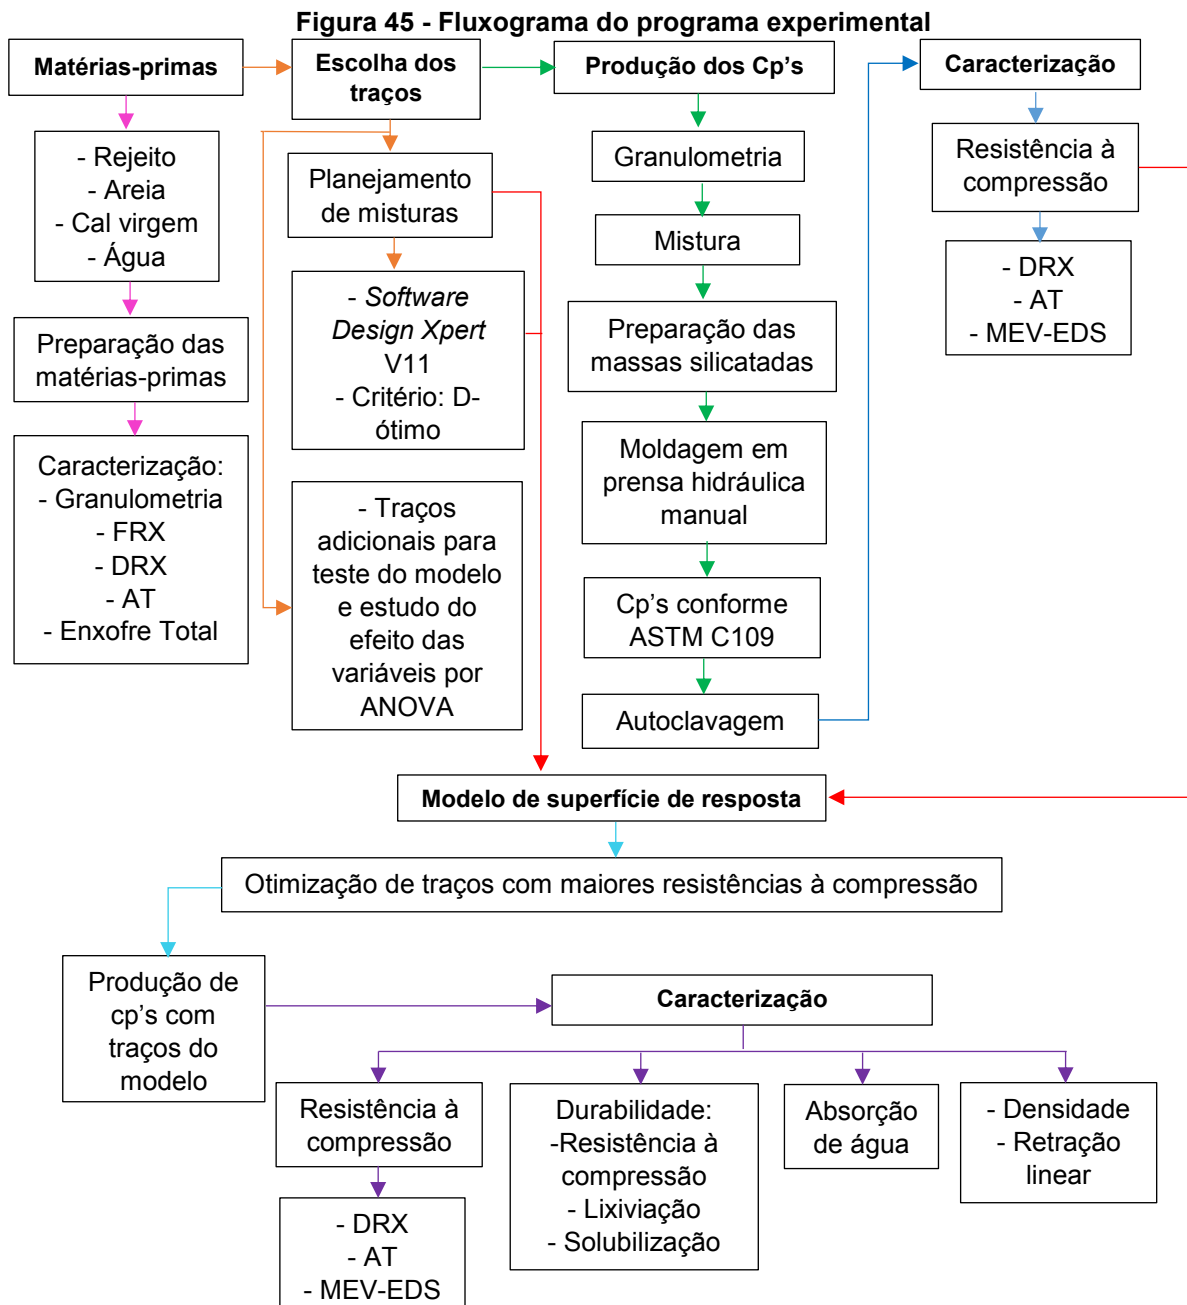 Figura 45 - Fluxograma do programa experimental
Matérias-primas
- Rejeito
- Areia
- Cal virgem
- Água
Preparação das
matérias-primas
Caracterização:
- Granulometria
- FRX
- DRX
- AT
- Enxofre Total
Escolha dos
traços
Planejamento
de misturas
- Software
Design Xpert
V11
- Critério: D-
ótimo
- Traços
adicionais para
teste do modelo
e estudo do
efeito das
variáveis por
ANOVA
Produção dos Cp's
Granulometria
Mistura
Preparação das
massas silicatadas
Moldagem em
prensa hidráulica
manual
Cp's conforme
ASTM C109
Autoclavagem
Caracterização
Resistência à
compressão
- DRX
- AT
- MEV-EDS
Modelo de superfície de resposta
Otimização de traços com maiores resistências à compressão
Produção de
cp's com
traços do
modelo
Caracterização
Resistência à
compressão
- DRX
- AT
- MEV-EDS
Durabilidade:
-Resistência à
compressão
- Lixiviação
- Solubilização
Absorção
de água
- Densidade
- Retração
linear